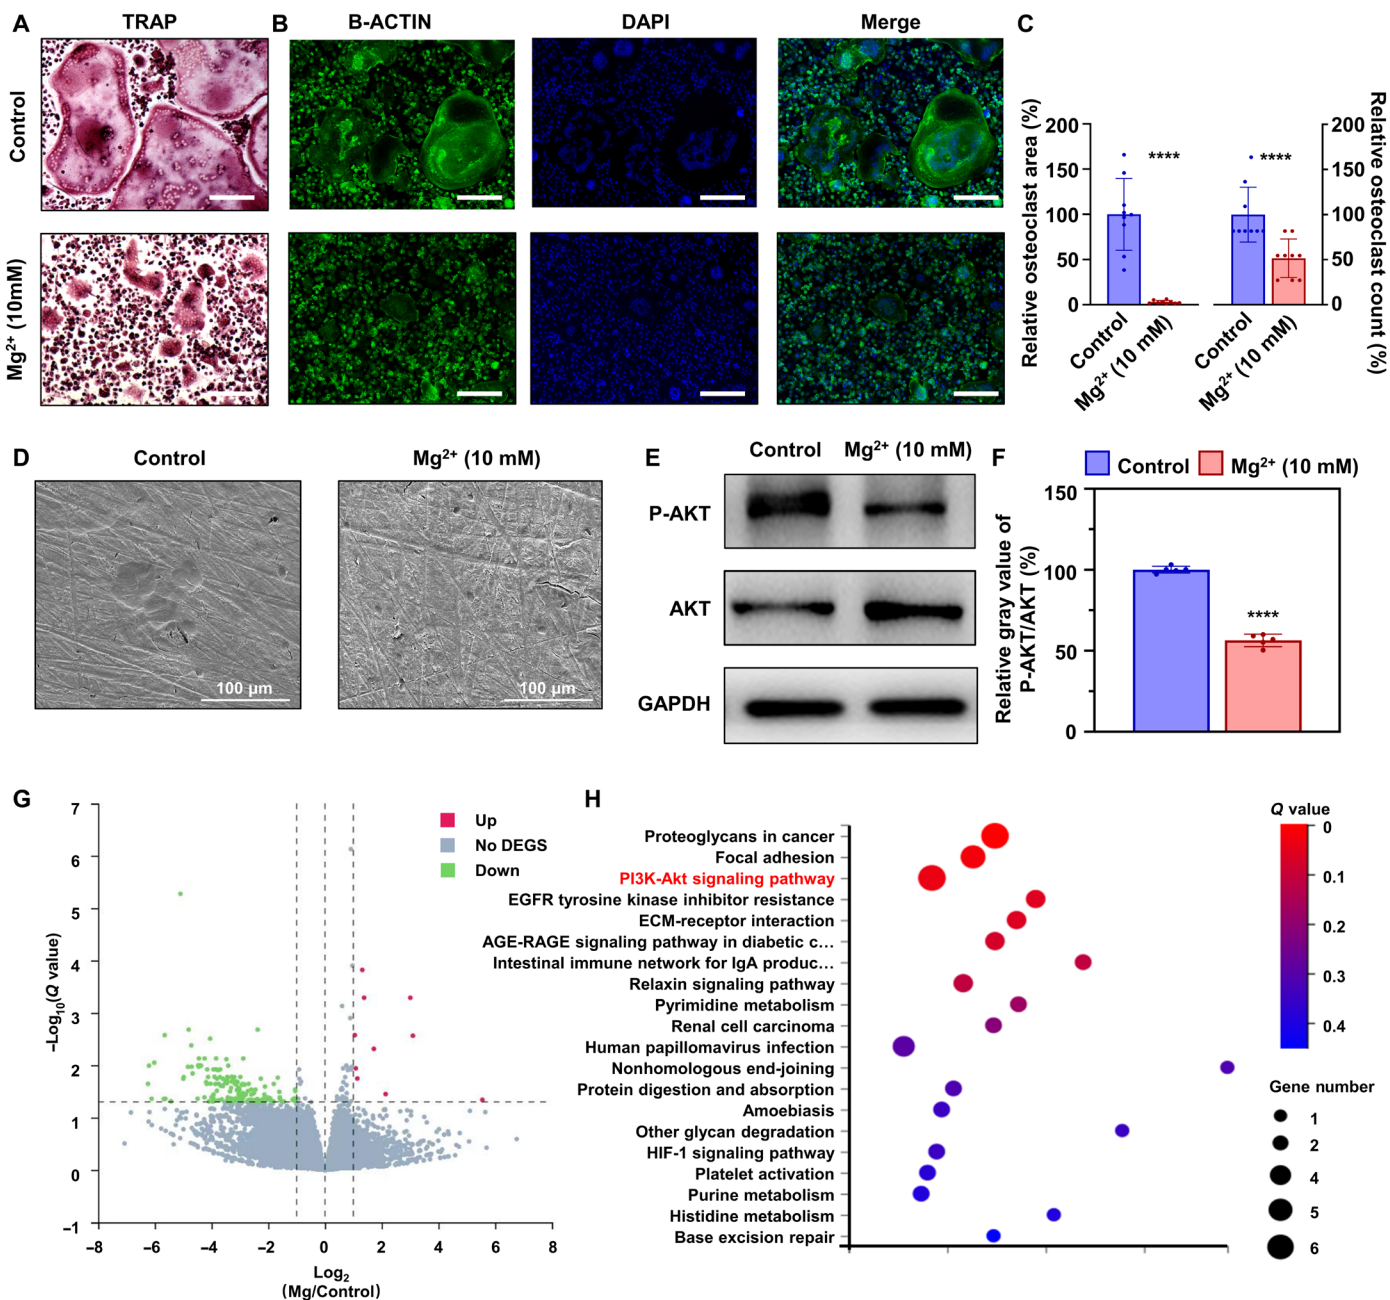 A
TRAP
B
B-ACTIN
DAPI
Merge
C
Control
Mg²⁺ (10mM)
Relative osteoclast area (%)
200
150
100
50
0
****
****
200
150
100
50
0
Relative osteoclast count (%)
Control
Mg²⁺ (10 mM)
Control
Mg²⁺ (10 mM)
D
Control
Mg²⁺ (10 mM)
100 µm
100 µm
E
Control
Mg²⁺ (10 mM)
P-AKT
AKT
GAPDH
F
Control
Mg²⁺ (10 mM)
Relative gray value of
P-AKT/AKT (%)
150
100
50
0
****
G
7
6
5
4
3
2
1
0
−1
−Log₁₀(Q value)
Up
No DEGS
Down
−8
−6
−4
−2
0
2
4
6
8
Log₂
(Mg/Control)
H
Proteoglycans in cancer
Focal adhesion
PI3K-Akt signaling pathway
EGFR tyrosine kinase inhibitor resistance
ECM-receptor interaction
AGE-RAGE signaling pathway in diabetic c…
Intestinal immune network for IgA produc…
Relaxin signaling pathway
Pyrimidine metabolism
Renal cell carcinoma
Human papillomavirus infection
Nonhomologous end-joining
Protein digestion and absorption
Amoebiasis
Other glycan degradation
HIF-1 signaling pathway
Platelet activation
Purine metabolism
Histidine metabolism
Base excision repair
Q value
0
0.1
0.2
0.3
0.4
Gene number
1
2
4
5
6